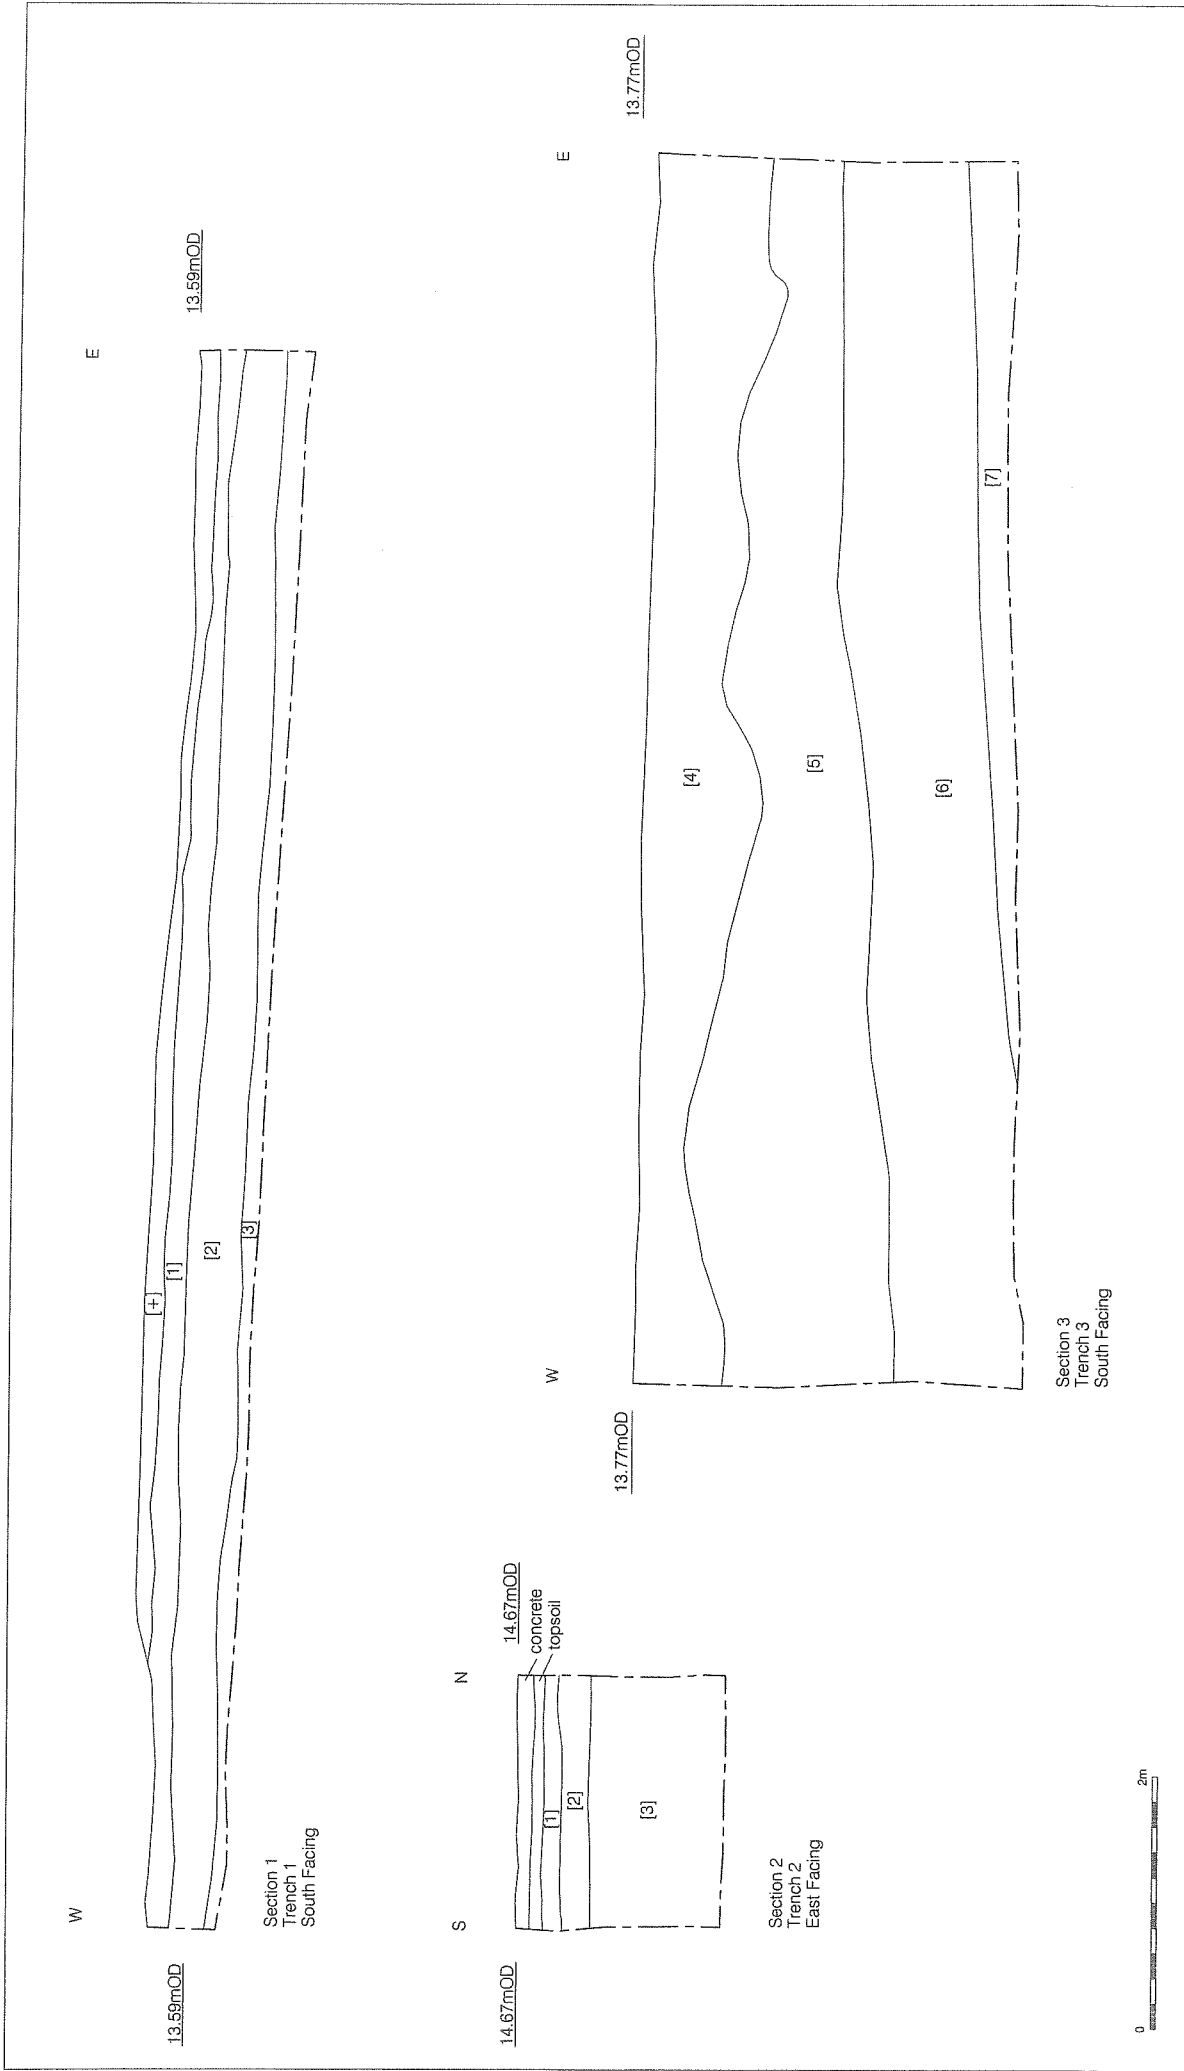 W
E
13.59mOD
13.59mOD
[+]
[1]
[2]
[3]
Section 1
Trench 1
South Facing
S
N
14.67mOD
14.67mOD
concrete
topsoil
[1]
[2]
[3]
Section 2
Trench 2
East Facing
W
E
13.77mOD
13.77mOD
[4]
[5]
[6]
[7]
Section 3
Trench 3
South Facing
0
2m